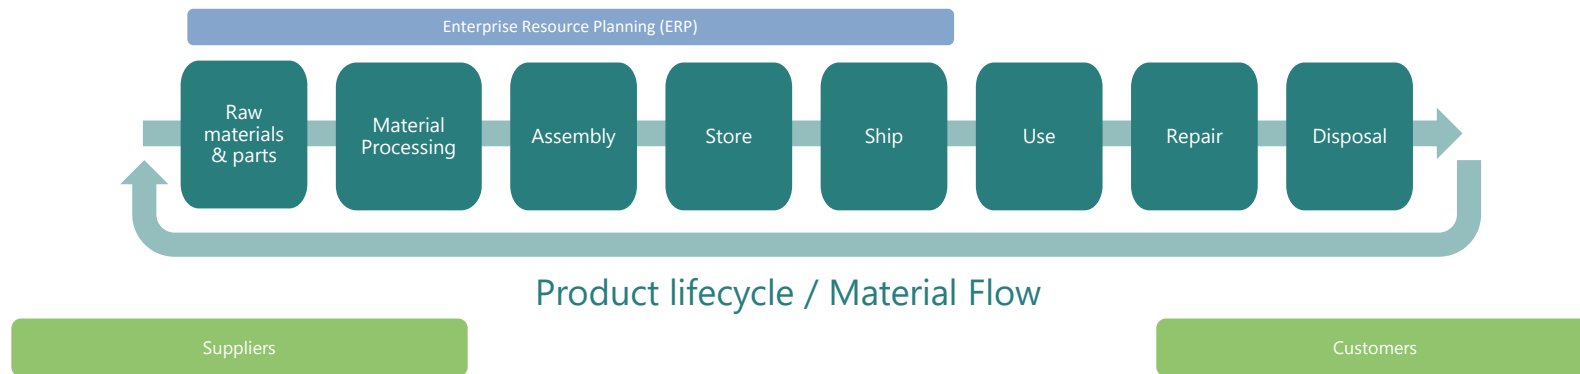 Enterprise Resource Planning (ERP)
Raw
materials
& parts
Material
Processing
Assembly
Store
Ship
Use
Repair
Disposal
Product lifecycle / Material Flow
Suppliers
Customers